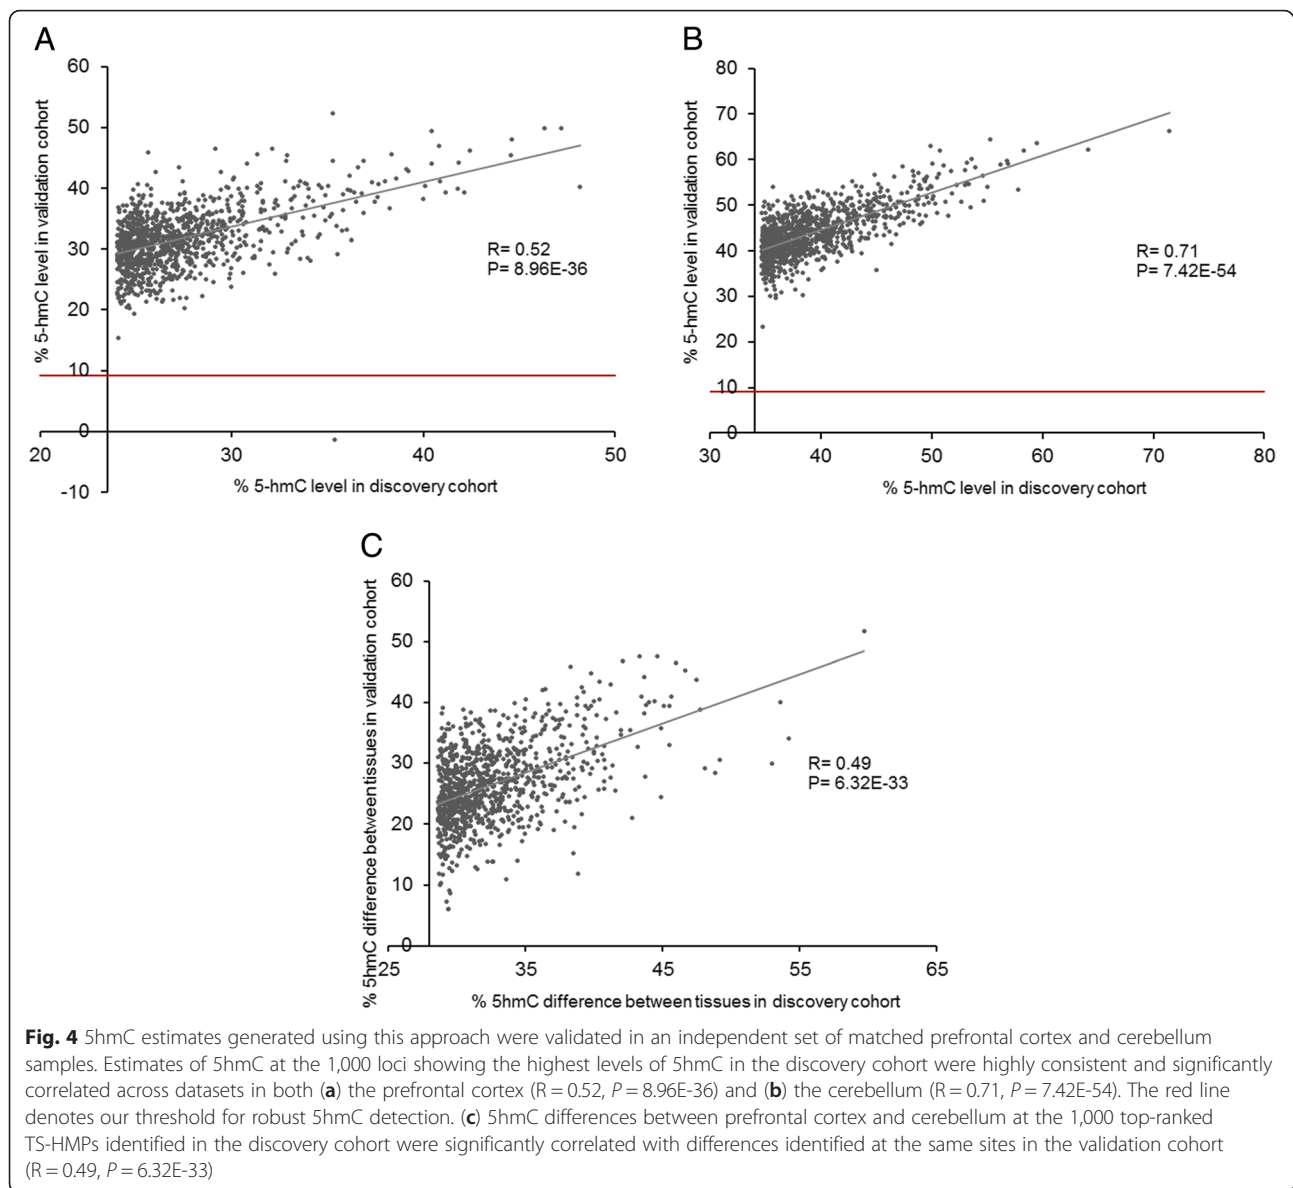 A
60
50
40
30
20
10
0
-10
20
30
40
50
% 5-hmC level in validation cohort
% 5-hmC level in discovery cohort
R= 0.52
P= 8.96E-36
B
80
70
60
50
40
30
20
10
0
30
40
50
60
70
80
% 5-hmC level in validation cohort
% 5-hmC level in discovery cohort
R= 0.71
P= 7.42E-54
C
60
50
40
30
20
10
0
25
35
45
55
65
% 5hmC difference between tissues in validation cohort
% 5hmC difference between tissues in discovery cohort
R= 0.49
P= 6.32E-33
Fig. 4 5hmC estimates generated using this approach were validated in an independent set of matched prefrontal cortex and cerebellum
samples. Estimates of 5hmC at the 1,000 loci showing the highest levels of 5hmC in the discovery cohort were highly consistent and significantly
correlated across datasets in both (a) the prefrontal cortex (R = 0.52, P = 8.96E-36) and (b) the cerebellum (R = 0.71, P = 7.42E-54). The red line
denotes our threshold for robust 5hmC detection. (c) 5hmC differences between prefrontal cortex and cerebellum at the 1,000 top-ranked
TS-HMPs identified in the discovery cohort were significantly correlated with differences identified at the same sites in the validation cohort
(R = 0.49, P = 6.32E-33)